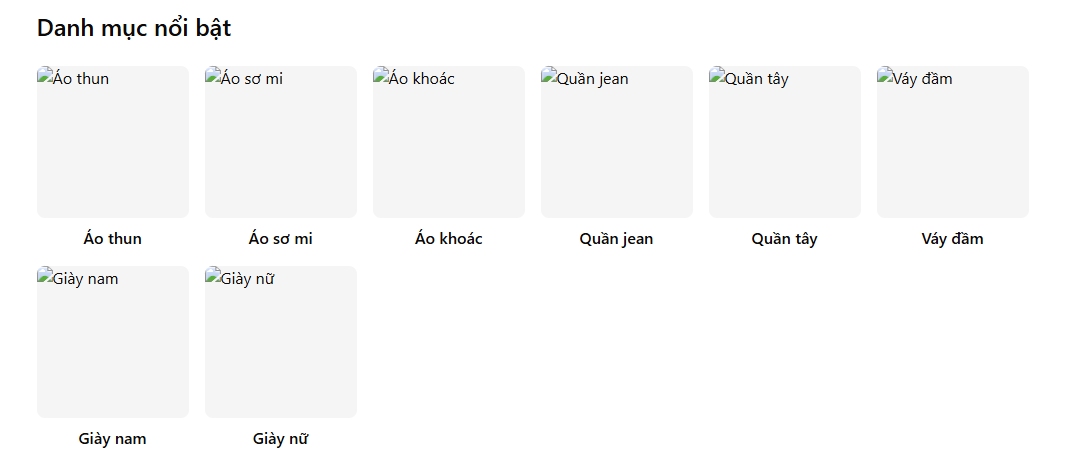 Danh mục nổi bật
Áo thun Áo sơ mi Áo khoác Quần jean Quần tây Váy đầm
Áo thun Áo sơ mi Áo khoác Quần jean Quần tây Váy đầm
Giày nam Giày nữ
Giày nam Giày nữ